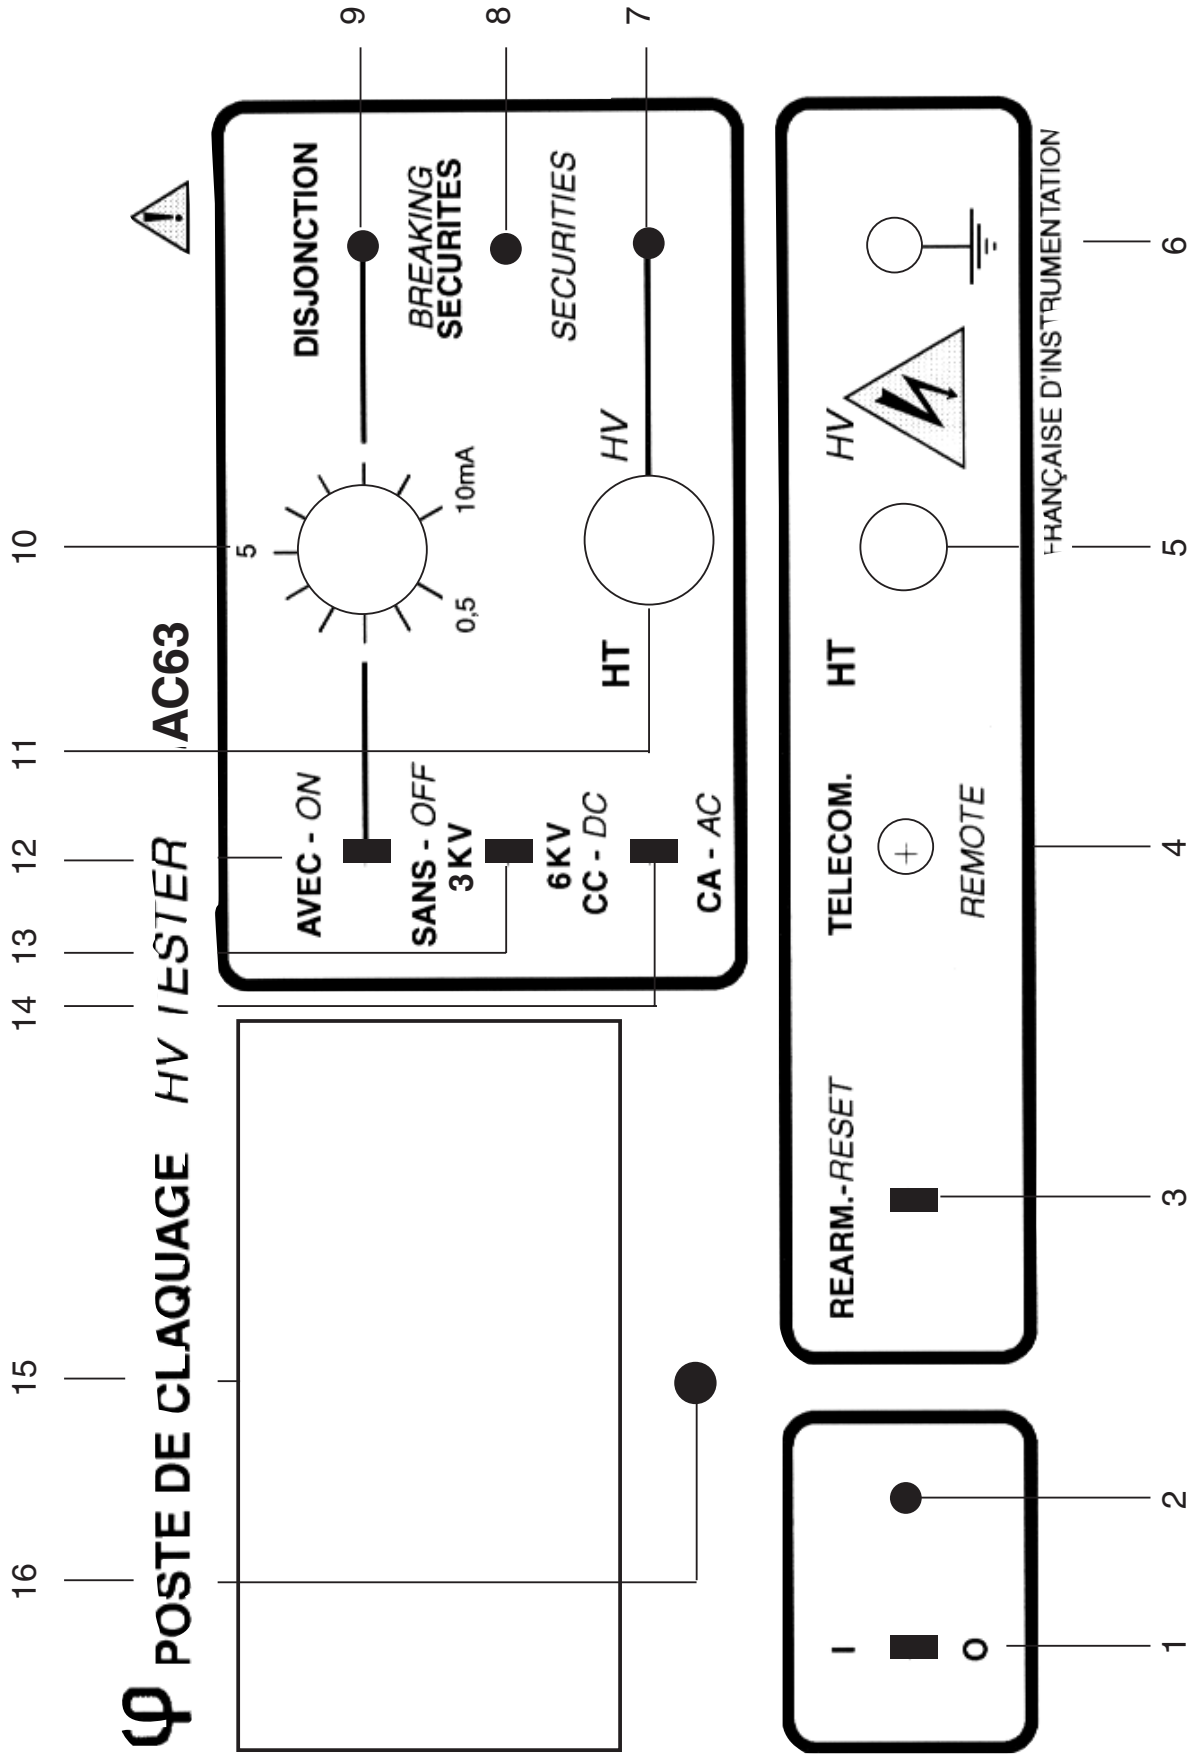 16 15 14 13 12 11 10 9 8 7
φ POSTE DE CLAQUAGE HV TESTER AC63
AVEC - ON
SANS - OFF
3 KV
6 KV
CC - DC
CA - AC
5
0,5
10mA
DISJONCTION
BREAKING
SECURITES
SECURITIES
HT
HV
I
O
REARM.-RESET
TELECOM.
REMOTE
HT
HV
FRANÇAISE D'INSTRUMENTATION
1 2 3 4 5 6